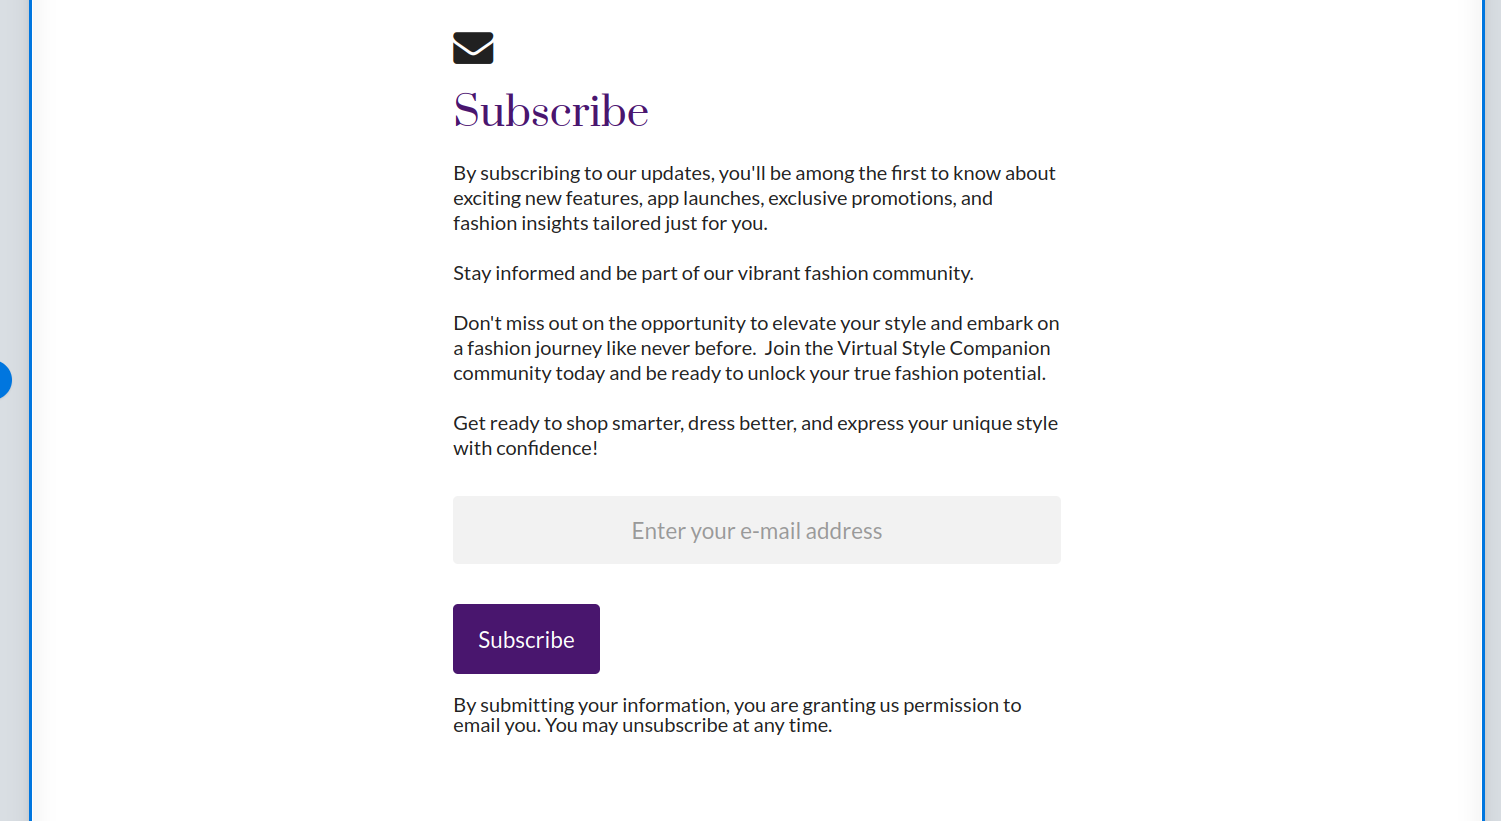 Subscribe
By subscribing to our updates, you'll be among the first to know about
exciting new features, app launches, exclusive promotions, and
fashion insights tailored just for you.
Stay informed and be part of our vibrant fashion community.
Don't miss out on the opportunity to elevate your style and embark on
a fashion journey like never before.  Join the Virtual Style Companion
community today and be ready to unlock your true fashion potential.
Get ready to shop smarter, dress better, and express your unique style
with confidence!
Enter your e-mail address
Subscribe
By submitting your information, you are granting us permission to
email you. You may unsubscribe at any time.